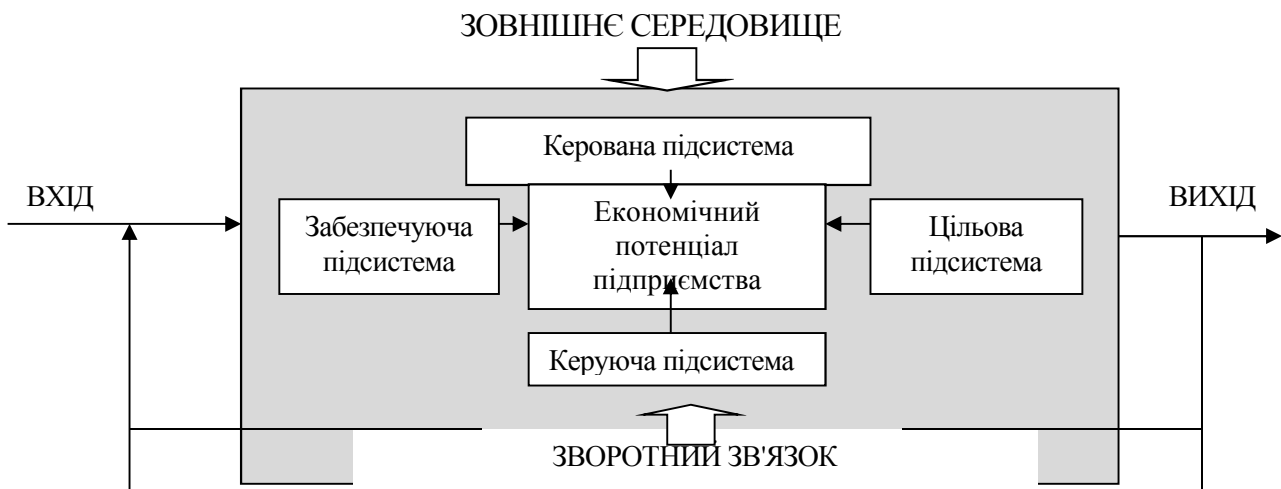 ЗОВНІШНЄ СЕРЕДОВИЩЕ
Керована підсистема
ВХІД
ВИХІД
Забезпечуюча
підсистема
Економічний
потенціал
підприємства
Цільова
підсистема
Керуюча підсистема
ЗВОРОТНИЙ ЗВ'ЯЗОК